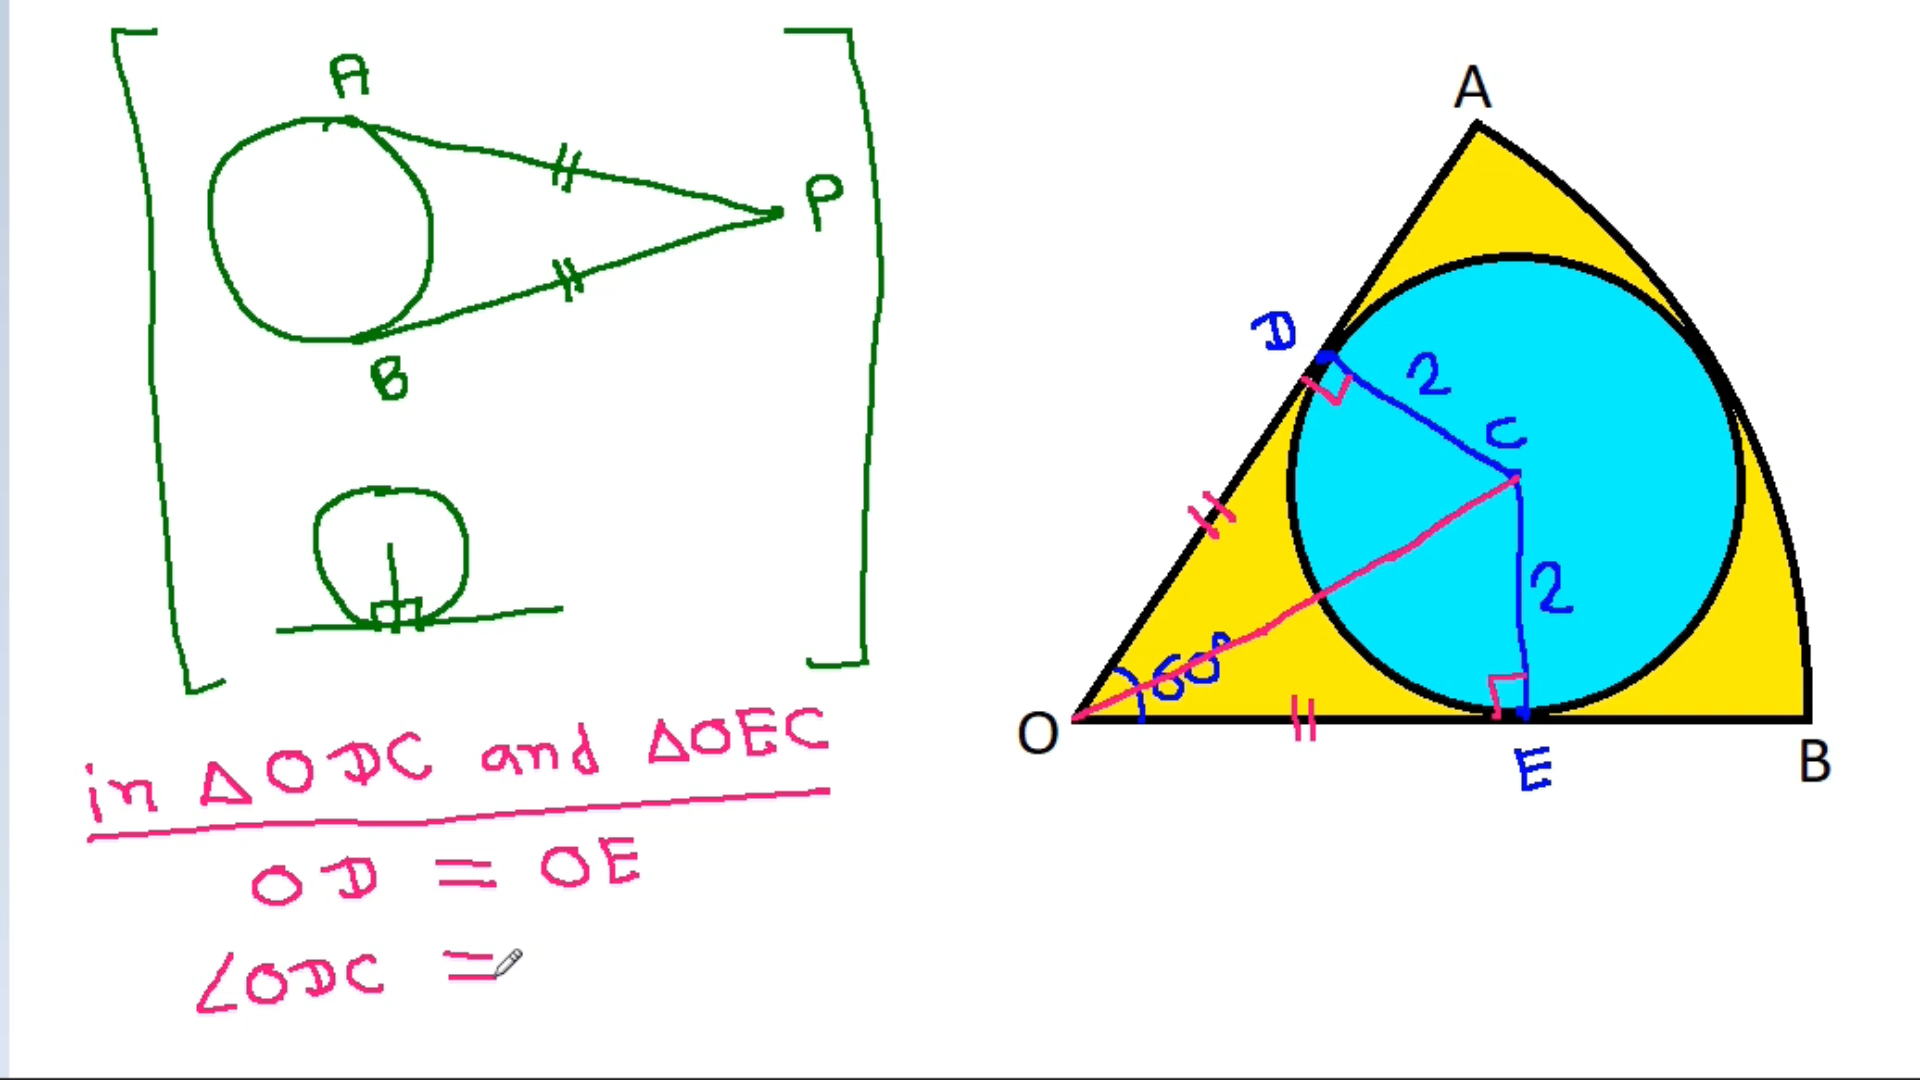 A
P
B
in ΔODC and ΔOEC
OD = OE
∠ODC =
A
D
2
C
2
60°
O
E
B